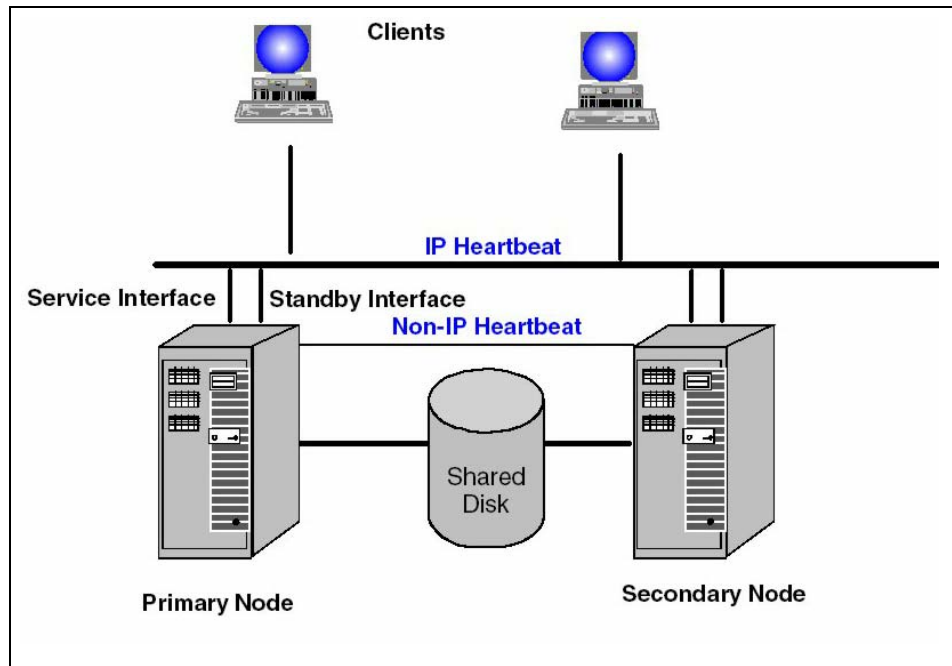 Clients
IP Heartbeat
Service Interface
Standby Interface
Non-IP Heartbeat
Shared
Disk
Primary Node
Secondary Node